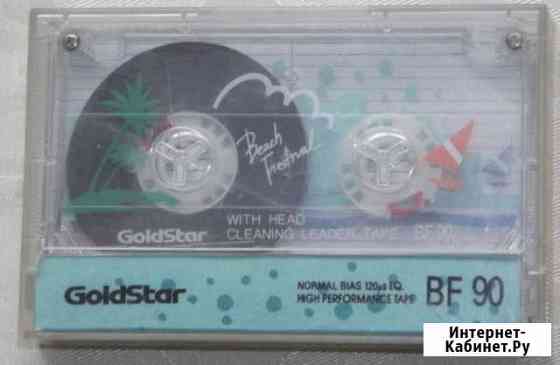 Beach
Festival
WITH HEAD
GoldStar CLEANING LEADER TAPE BF 90
GoldStar
NORMAL BIAS 120μs EQ.
HIGH PERFORMANCE TAPE
BF 90
Интернет-
Кабинет.Ру